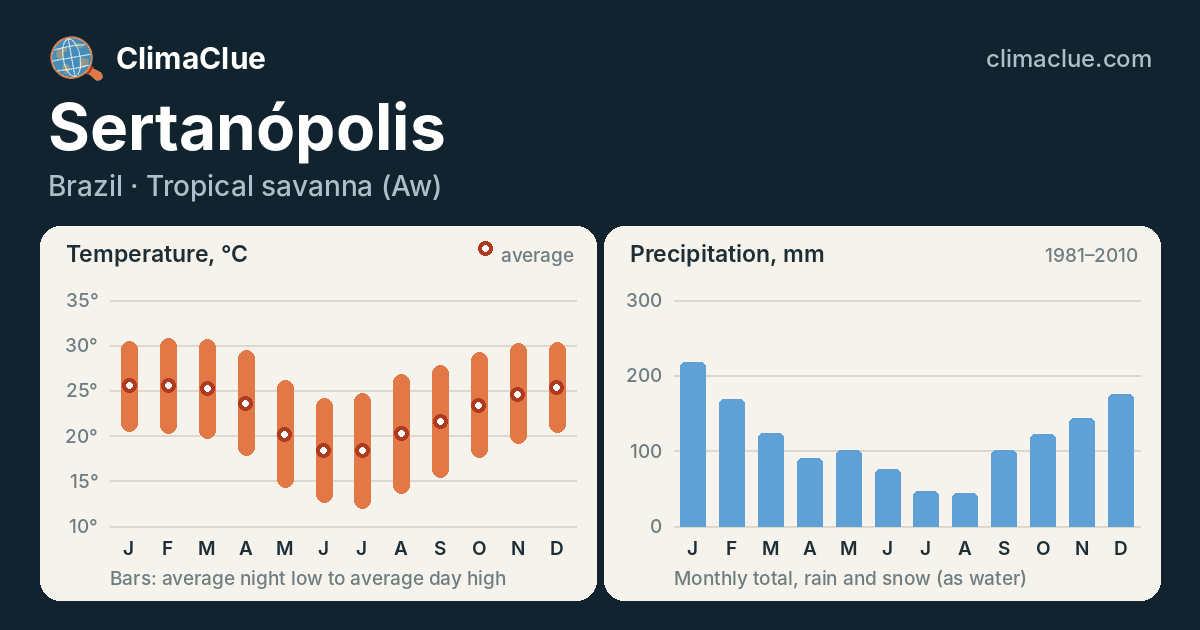 ClimaClue
climaclue.com
Sertanópolis
Brazil · Tropical savanna (Aw)
Temperature, °C
average
35°
30°
25°
20°
15°
10°
J F M A M J J A S O N D
Bars: average night low to average day high
Precipitation, mm
1981–2010
300
200
100
0
J F M A M J J A S O N D
Monthly total, rain and snow (as water)